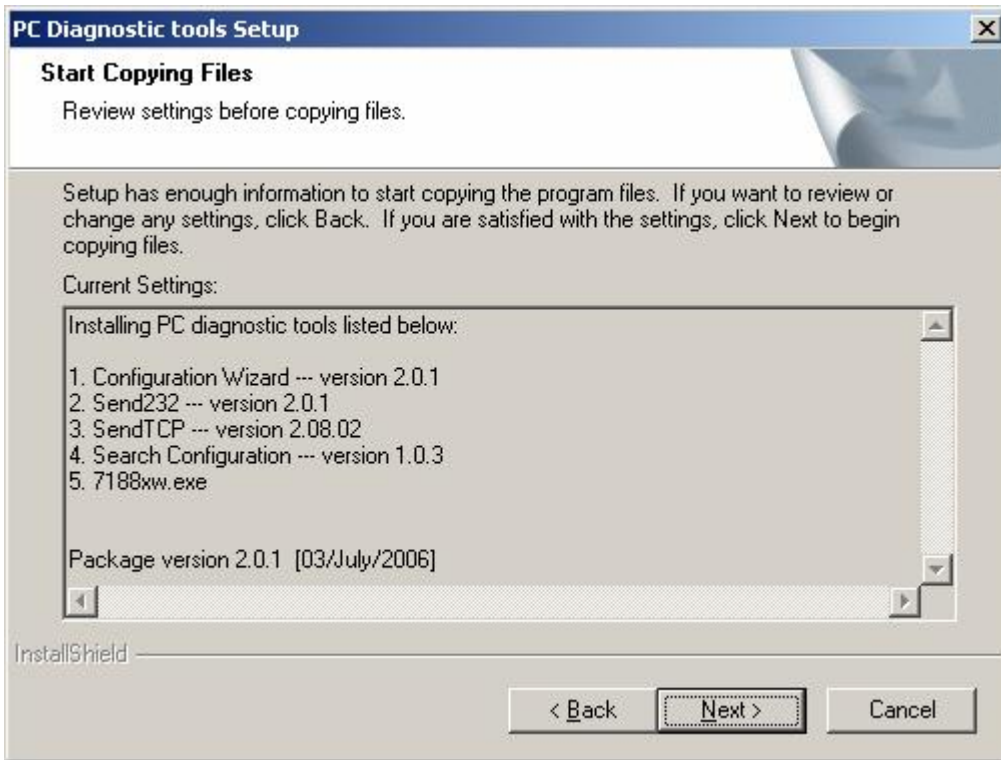 PC Diagnostic tools Setup
Start Copying Files
Review settings before copying files.
Setup has enough information to start copying the program files.  If you want to review or
change any settings, click Back.  If you are satisfied with the settings, click Next to begin
copying files.
Current Settings:
Installing PC diagnostic tools listed below:
1. Configuration Wizard --- version 2.0.1
2. Send232 --- version 2.0.1
3. SendTCP --- version 2.08.02
4. Search Configuration --- version 1.0.3
5. 7188xw.exe
Package version 2.0.1  [03/July/2006]
InstallShield
< Back
Next >
Cancel